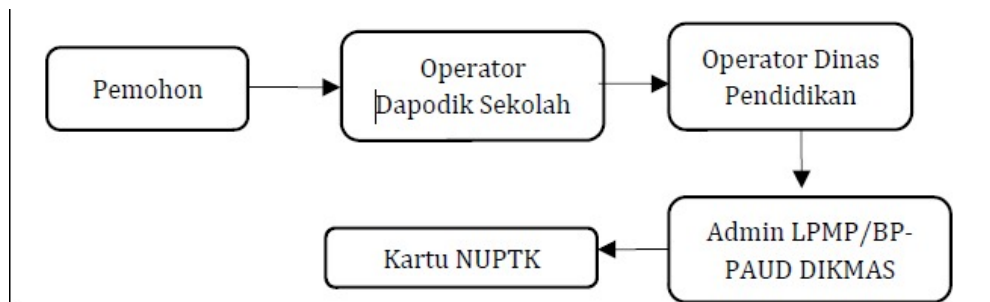 Pemohon
Operator
Dapodik Sekolah
Operator Dinas
Pendidikan
Admin LPMP/BP-
PAUD DIKMAS
Kartu NUPTK